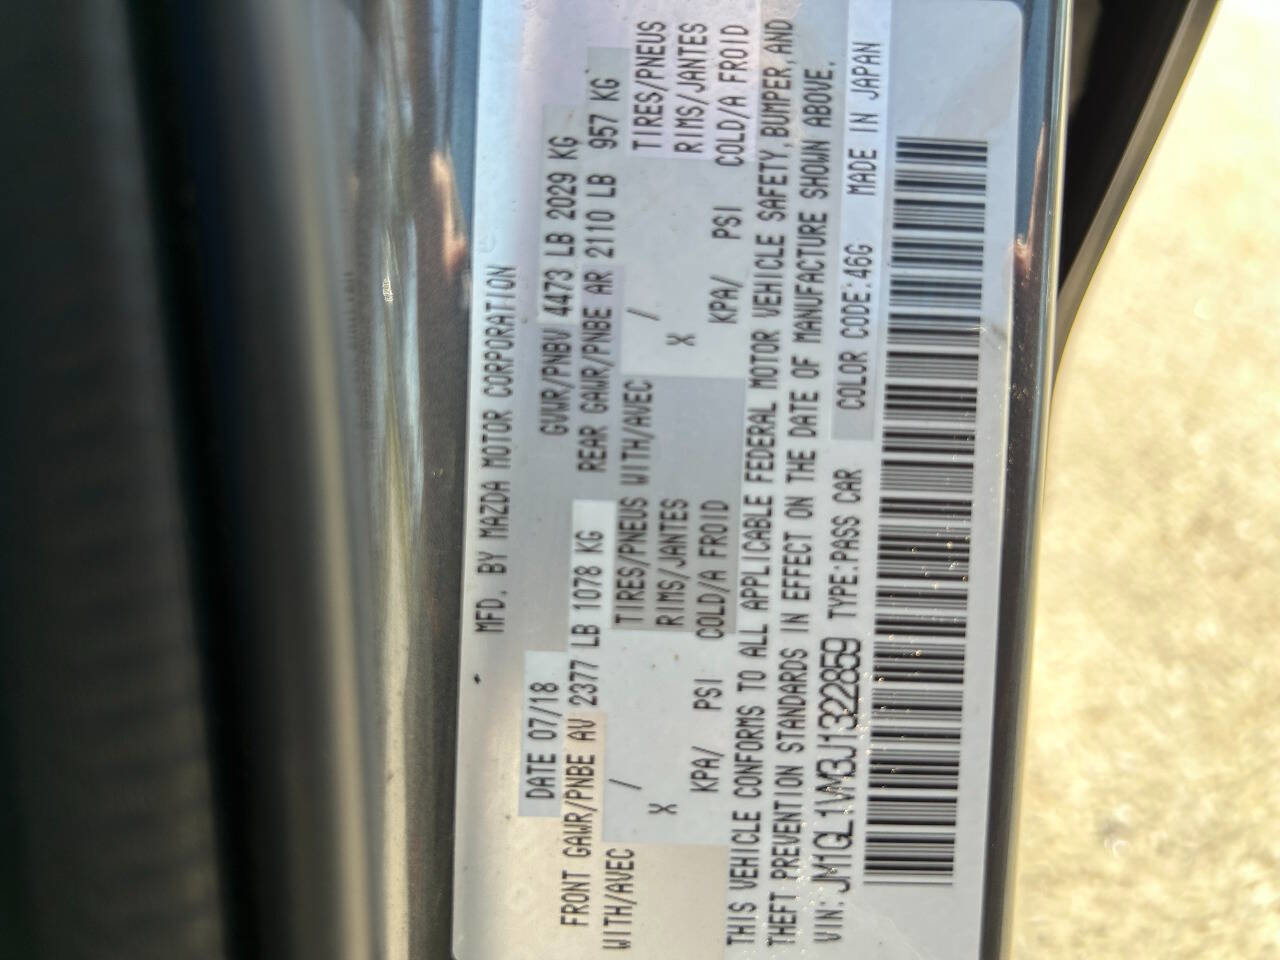 MFD. BY MAZDA MOTOR CORPORATION
DATE 07/18 GVWR/PNBV 4473 LB 2029 KG
FRONT GAWR/PNBE AV 2377 LB 1078 KG REAR GAWR/PNBE AR 2110 LB 957 KG
WITH/AVEC / TIRES/PNEUS WITH/AVEC / TIRES/PNEUS
X RIMS/JANTES X RIMS/JANTES
KPA/ PSI COLD/A FROID KPA/ PSI COLD/A FROID
THIS VEHICLE CONFORMS TO ALL APPLICABLE FEDERAL MOTOR VEHICLE SAFETY,BUMPER,AND
THEFT PREVENTION STANDARDS IN EFFECT ON THE DATE OF MANUFACTURE SHOWN ABOVE.
VIN:JM1GL1VM3J1322859 TYPE:PASS CAR COLOR CODE:46G MADE IN JAPAN